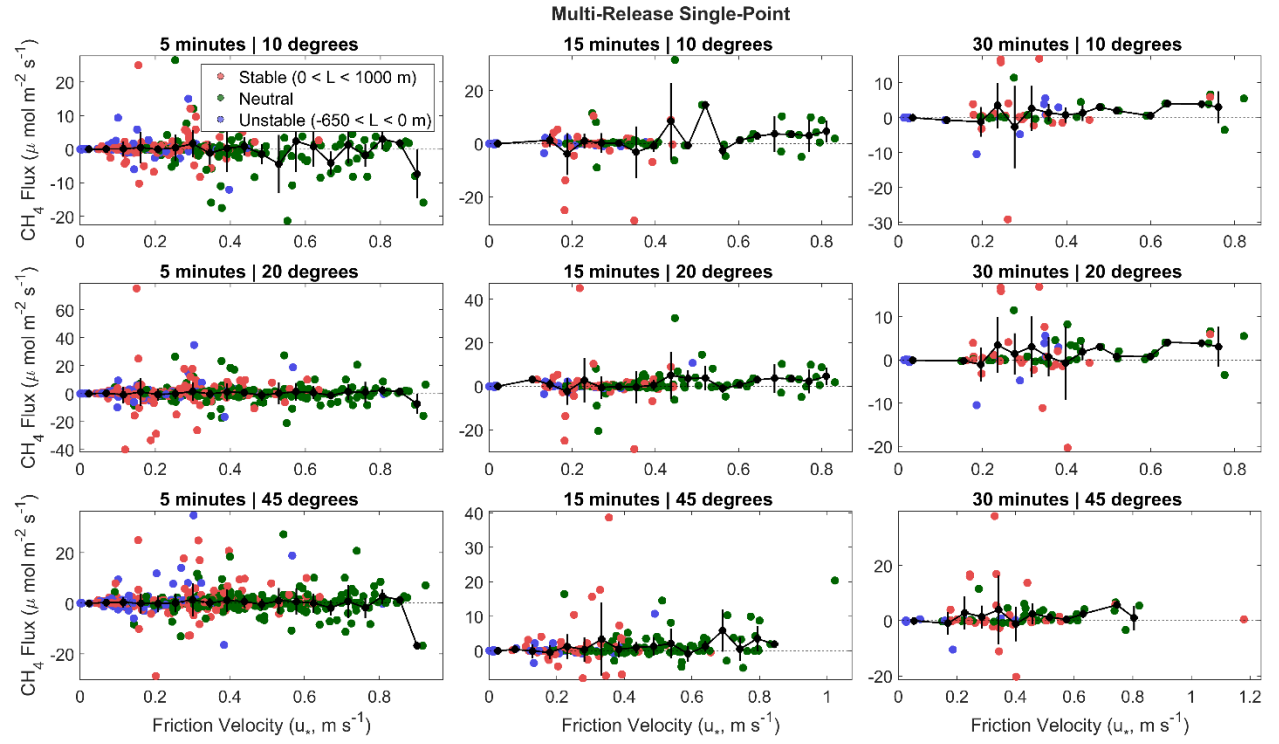 Multi-Release Single-Point
5 minutes | 10 degrees
15 minutes | 10 degrees
30 minutes | 10 degrees
CH4 Flux (μ mol m-2 s-1)
20
10
0
-10
-20
0 0.2 0.4 0.6 0.8
Stable (0 < L < 1000 m)
Neutral
Unstable (-650 < L < 0 m)
20
0
-20
0 0.2 0.4 0.6 0.8
10
0
-10
-20
-30
0 0.2 0.4 0.6 0.8
5 minutes | 20 degrees
15 minutes | 20 degrees
30 minutes | 20 degrees
CH4 Flux (μ mol m-2 s-1)
60
40
20
0
-20
-40
0 0.2 0.4 0.6 0.8
40
20
0
-20
0 0.2 0.4 0.6 0.8
10
0
-10
-20
0 0.2 0.4 0.6 0.8
5 minutes | 45 degrees
15 minutes | 45 degrees
30 minutes | 45 degrees
CH4 Flux (μ mol m-2 s-1)
20
0
-20
0 0.2 0.4 0.6 0.8
Friction Velocity (u*, m s-1)
40
30
20
10
0
0 0.2 0.4 0.6 0.8 1
Friction Velocity (u*, m s-1)
20
0
-20
0 0.2 0.4 0.6 0.8 1 1.2
Friction Velocity (u*, m s-1)